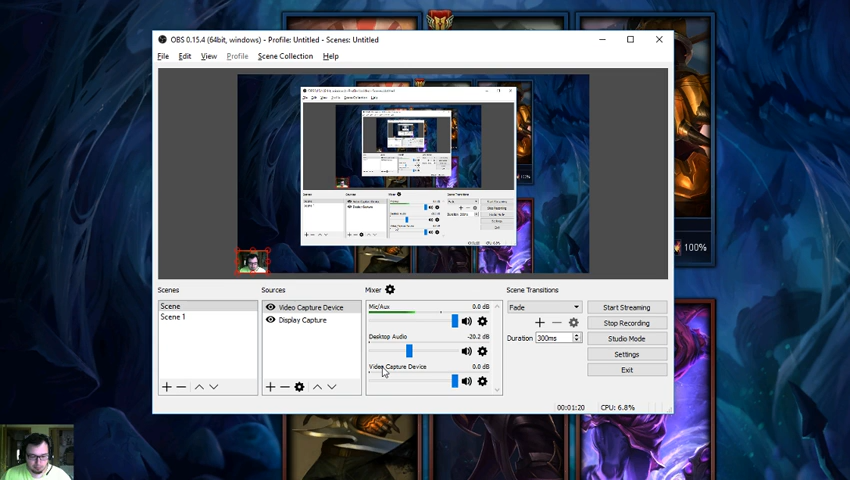 OBS 0.15.4 (64bit, windows) - Profile: Untitled - Scenes: Untitled
File Edit View Profile Scene Collection Help
100%
Scenes Sources Mixer Scene Transitions
Scene Video Capture Device Mic/Aux 0.0 dB Fade Start Streaming
Scene 1 Display Capture Stop Recording
Desktop Audio -20.2 dB Duration 300ms Studio Mode
Settings
Video Capture Device 0.0 dB Exit
00:01:20 CPU: 6.8%